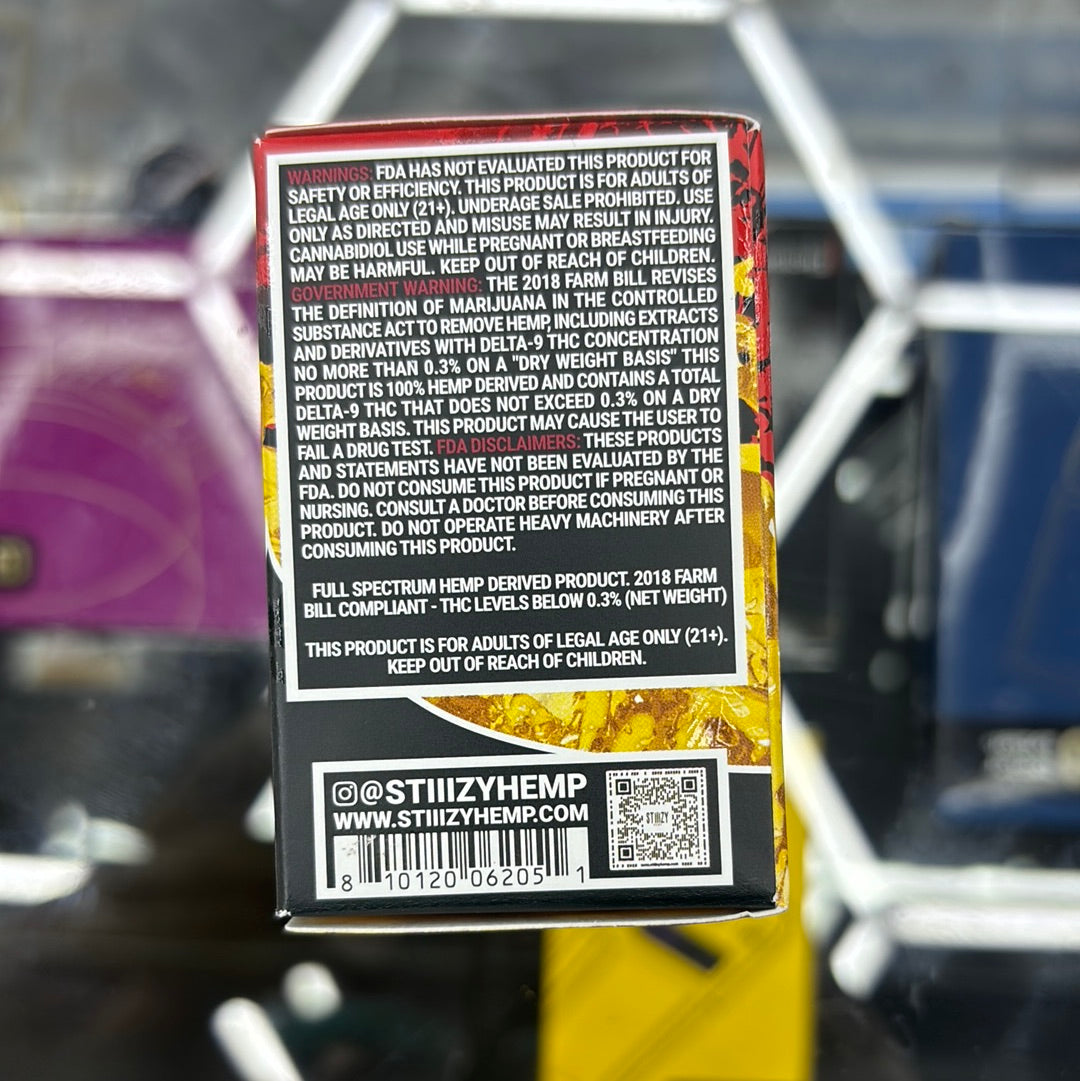 WARNINGS: FDA HAS NOT EVALUATED THIS PRODUCT FOR
SAFETY OR EFFICIENCY. THIS PRODUCT IS FOR ADULTS OF
LEGAL AGE ONLY (21+). UNDERAGE SALE PROHIBITED. USE
ONLY AS DIRECTED AND MISUSE MAY RESULT IN INJURY.
CANNABIDIOL USE WHILE PREGNANT OR BREASTFEEDING
MAY BE HARMFUL. KEEP OUT OF REACH OF CHILDREN.
GOVERNMENT WARNING: THE 2018 FARM BILL REVISES
THE DEFINITION OF MARIJUANA IN THE CONTROLLED
SUBSTANCE ACT TO REMOVE HEMP, INCLUDING EXTRACTS
AND DERIVATIVES WITH DELTA-9 THC CONCENTRATION
NO MORE THAN 0.3% ON A "DRY WEIGHT BASIS" THIS
PRODUCT IS 100% HEMP DERIVED AND CONTAINS A TOTAL
DELTA-9 THC THAT DOES NOT EXCEED 0.3% ON A DRY
WEIGHT BASIS. THIS PRODUCT MAY CAUSE THE USER TO
FAIL A DRUG TEST. FDA DISCLAIMERS: THESE PRODUCTS
AND STATEMENTS HAVE NOT BEEN EVALUATED BY THE
FDA. DO NOT CONSUME THIS PRODUCT IF PREGNANT OR
NURSING. CONSULT A DOCTOR BEFORE CONSUMING THIS
PRODUCT. DO NOT OPERATE HEAVY MACHINERY AFTER
CONSUMING THIS PRODUCT.
FULL SPECTRUM HEMP DERIVED PRODUCT. 2018 FARM
BILL COMPLIANT - THC LEVELS BELOW 0.3% (NET WEIGHT)
THIS PRODUCT IS FOR ADULTS OF LEGAL AGE ONLY (21+).
KEEP OUT OF REACH OF CHILDREN.
@STIIIZYHEMP
WWW.STIIIZYHEMP.COM
STIIIZY
8 10120 06205 1